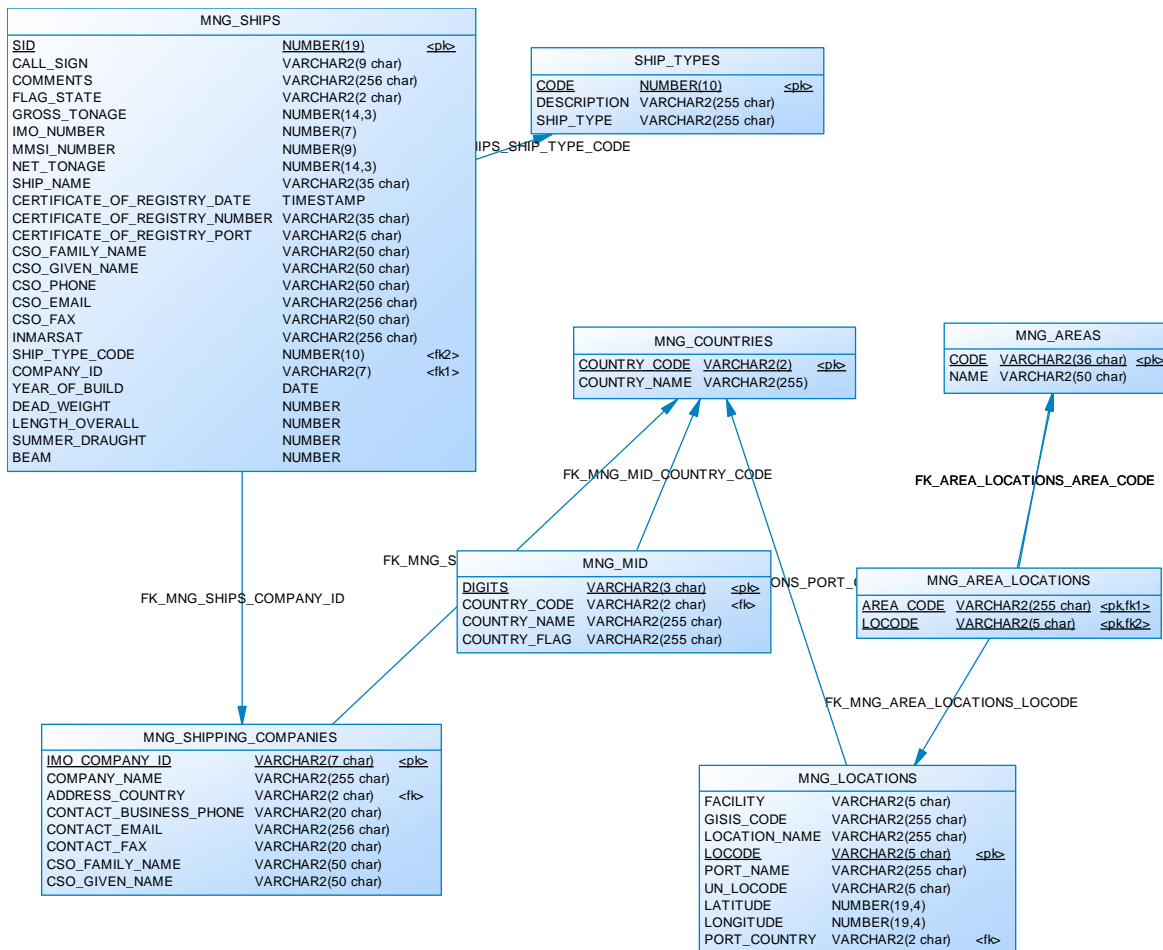 MNG_SHIPS
SID NUMBER(19) <pk>
CALL_SIGN VARCHAR2(9 char)
COMMENTS VARCHAR2(256 char)
FLAG_STATE VARCHAR2(2 char)
GROSS_TONAGE NUMBER(14,3)
IMO_NUMBER NUMBER(7)
MMSI_NUMBER NUMBER(9)
NET_TONAGE NUMBER(14,3)
SHIP_NAME VARCHAR2(35 char)
CERTIFICATE_OF_REGISTRY_DATE TIMESTAMP
CERTIFICATE_OF_REGISTRY_NUMBER VARCHAR2(35 char)
CERTIFICATE_OF_REGISTRY_PORT VARCHAR2(5 char)
CSO_FAMILY_NAME VARCHAR2(50 char)
CSO_GIVEN_NAME VARCHAR2(50 char)
CSO_PHONE VARCHAR2(50 char)
CSO_EMAIL VARCHAR2(256 char)
CSO_FAX VARCHAR2(50 char)
INMARSAT VARCHAR2(256 char)
SHIP_TYPE_CODE NUMBER(10) <fk2>
COMPANY_ID VARCHAR2(7) <fk1>
YEAR_OF_BUILD DATE
DEAD_WEIGHT NUMBER
LENGTH_OVERALL NUMBER
SUMMER_DRAUGHT NUMBER
BEAM NUMBER
SHIP_TYPES
CODE NUMBER(10) <pk>
DESCRIPTION VARCHAR2(255 char)
SHIP_TYPE VARCHAR2(255 char)
IPS_SHIP_TYPE_CODE
MNG_COUNTRIES
COUNTRY_CODE VARCHAR2(2) <pk>
COUNTRY_NAME VARCHAR2(255)
MNG_AREAS
CODE VARCHAR2(36 char) <pk>
NAME VARCHAR2(50 char)
FK_MNG_MID_COUNTRY_CODE
FK_AREA_LOCATIONS_AREA_CODE
FK_MNG_S
MNG_MID
DIGITS VARCHAR2(3 char) <pk>
COUNTRY_CODE VARCHAR2(2 char) <fk>
COUNTRY_NAME VARCHAR2(255 char)
COUNTRY_FLAG VARCHAR2(255 char)
ONS_PORT_
MNG_AREA_LOCATIONS
AREA_CODE VARCHAR2(255 char) <pk,fk1>
LOCODE VARCHAR2(5 char) <pk,fk2>
FK_MNG_SHIPS_COMPANY_ID
FK_MNG_AREA_LOCATIONS_LOCODE
MNG_SHIPPING_COMPANIES
IMO_COMPANY_ID VARCHAR2(7 char) <pk>
COMPANY_NAME VARCHAR2(255 char)
ADDRESS_COUNTRY VARCHAR2(2 char) <fk>
CONTACT_BUSINESS_PHONE VARCHAR2(20 char)
CONTACT_EMAIL VARCHAR2(256 char)
CONTACT_FAX VARCHAR2(20 char)
CSO_FAMILY_NAME VARCHAR2(50 char)
CSO_GIVEN_NAME VARCHAR2(50 char)
MNG_LOCATIONS
FACILITY VARCHAR2(5 char)
GISIS_CODE VARCHAR2(255 char)
LOCATION_NAME VARCHAR2(255 char)
LOCODE VARCHAR2(5 char) <pk>
PORT_NAME VARCHAR2(255 char)
UN_LOCODE VARCHAR2(5 char)
LATITUDE NUMBER(19,4)
LONGITUDE NUMBER(19,4)
PORT_COUNTRY VARCHAR2(2 char) <fk>